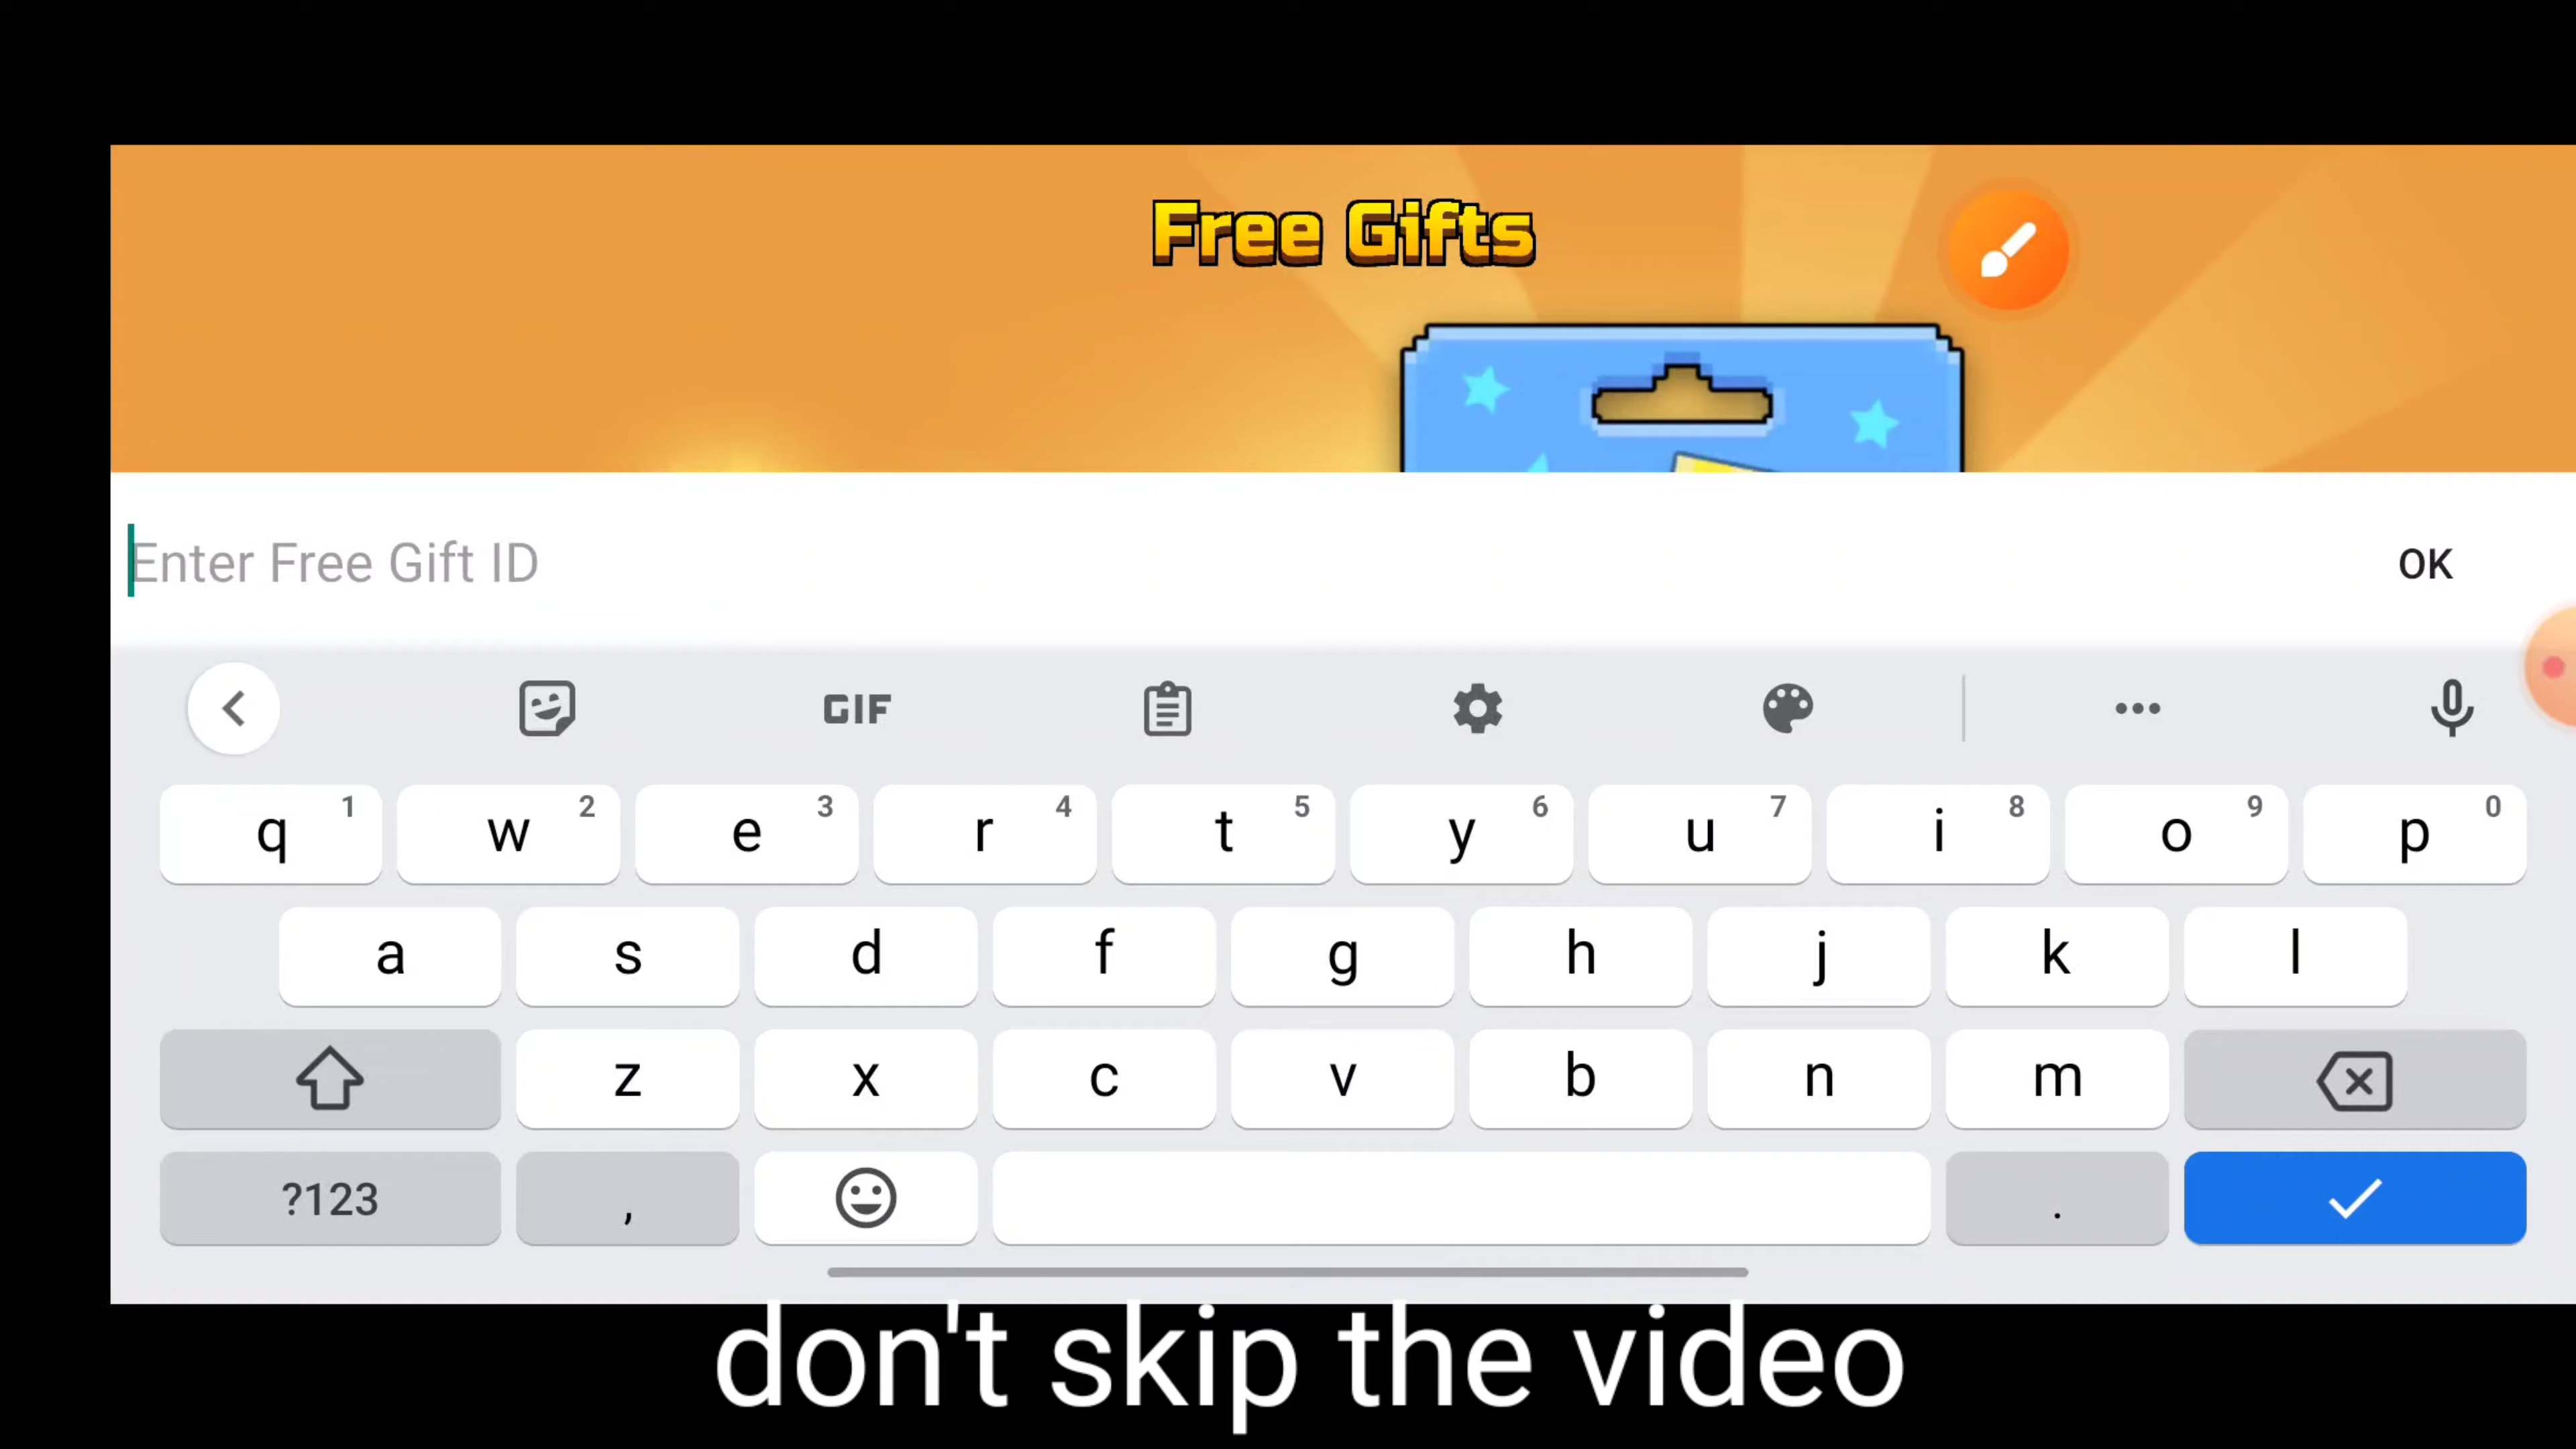 Free Gifts
Enter Free Gift ID
OK
GIF
q 1 w 2 e 3 r 4 t 5 y 6 u 7 i 8 o 9 p 0
a s d f g h j k l
z x c v b n m
?123 , .
don't skip the video